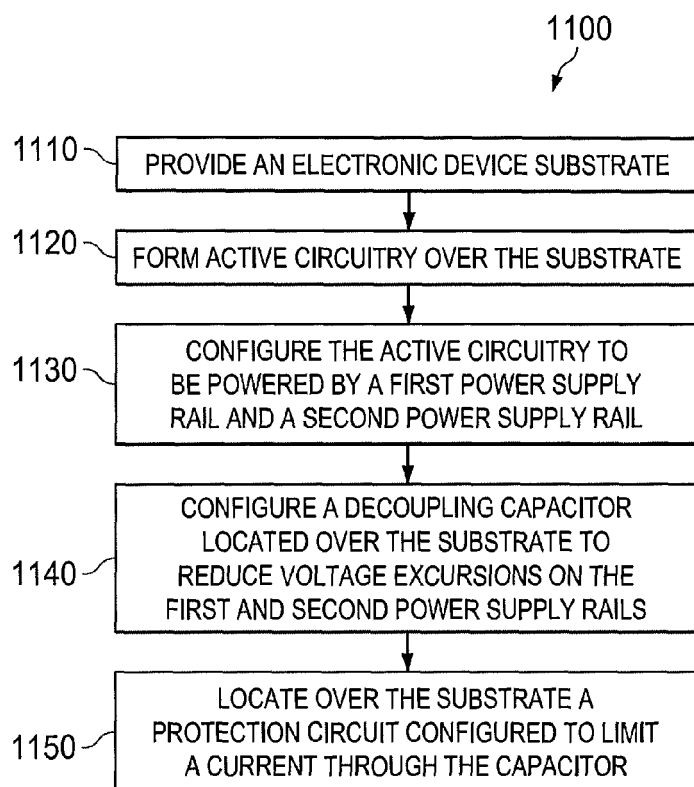 1100
1110
PROVIDE AN ELECTRONIC DEVICE SUBSTRATE
1120
FORM ACTIVE CIRCUITRY OVER THE SUBSTRATE
1130
CONFIGURE THE ACTIVE CIRCUITRY TO
BE POWERED BY A FIRST POWER SUPPLY
RAIL AND A SECOND POWER SUPPLY RAIL
1140
CONFIGURE A DECOUPLING CAPACITOR
LOCATED OVER THE SUBSTRATE TO
REDUCE VOLTAGE EXCURSIONS ON THE
FIRST AND SECOND POWER SUPPLY RAILS
1150
LOCATE OVER THE SUBSTRATE A
PROTECTION CIRCUIT CONFIGURED TO LIMIT
A CURRENT THROUGH THE CAPACITOR